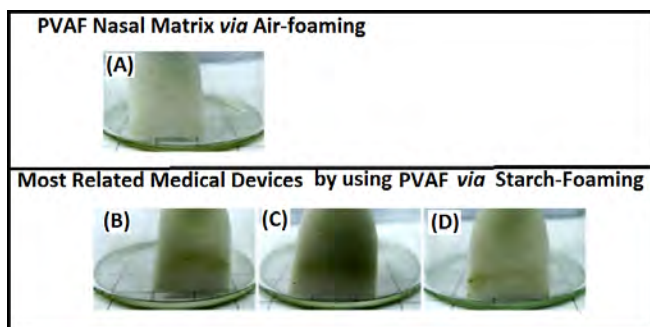 PVAF Nasal Matrix via Air-foaming
(A)
Most Related Medical Devices by using PVAF via Starch-Foaming
(B) (C) (D)